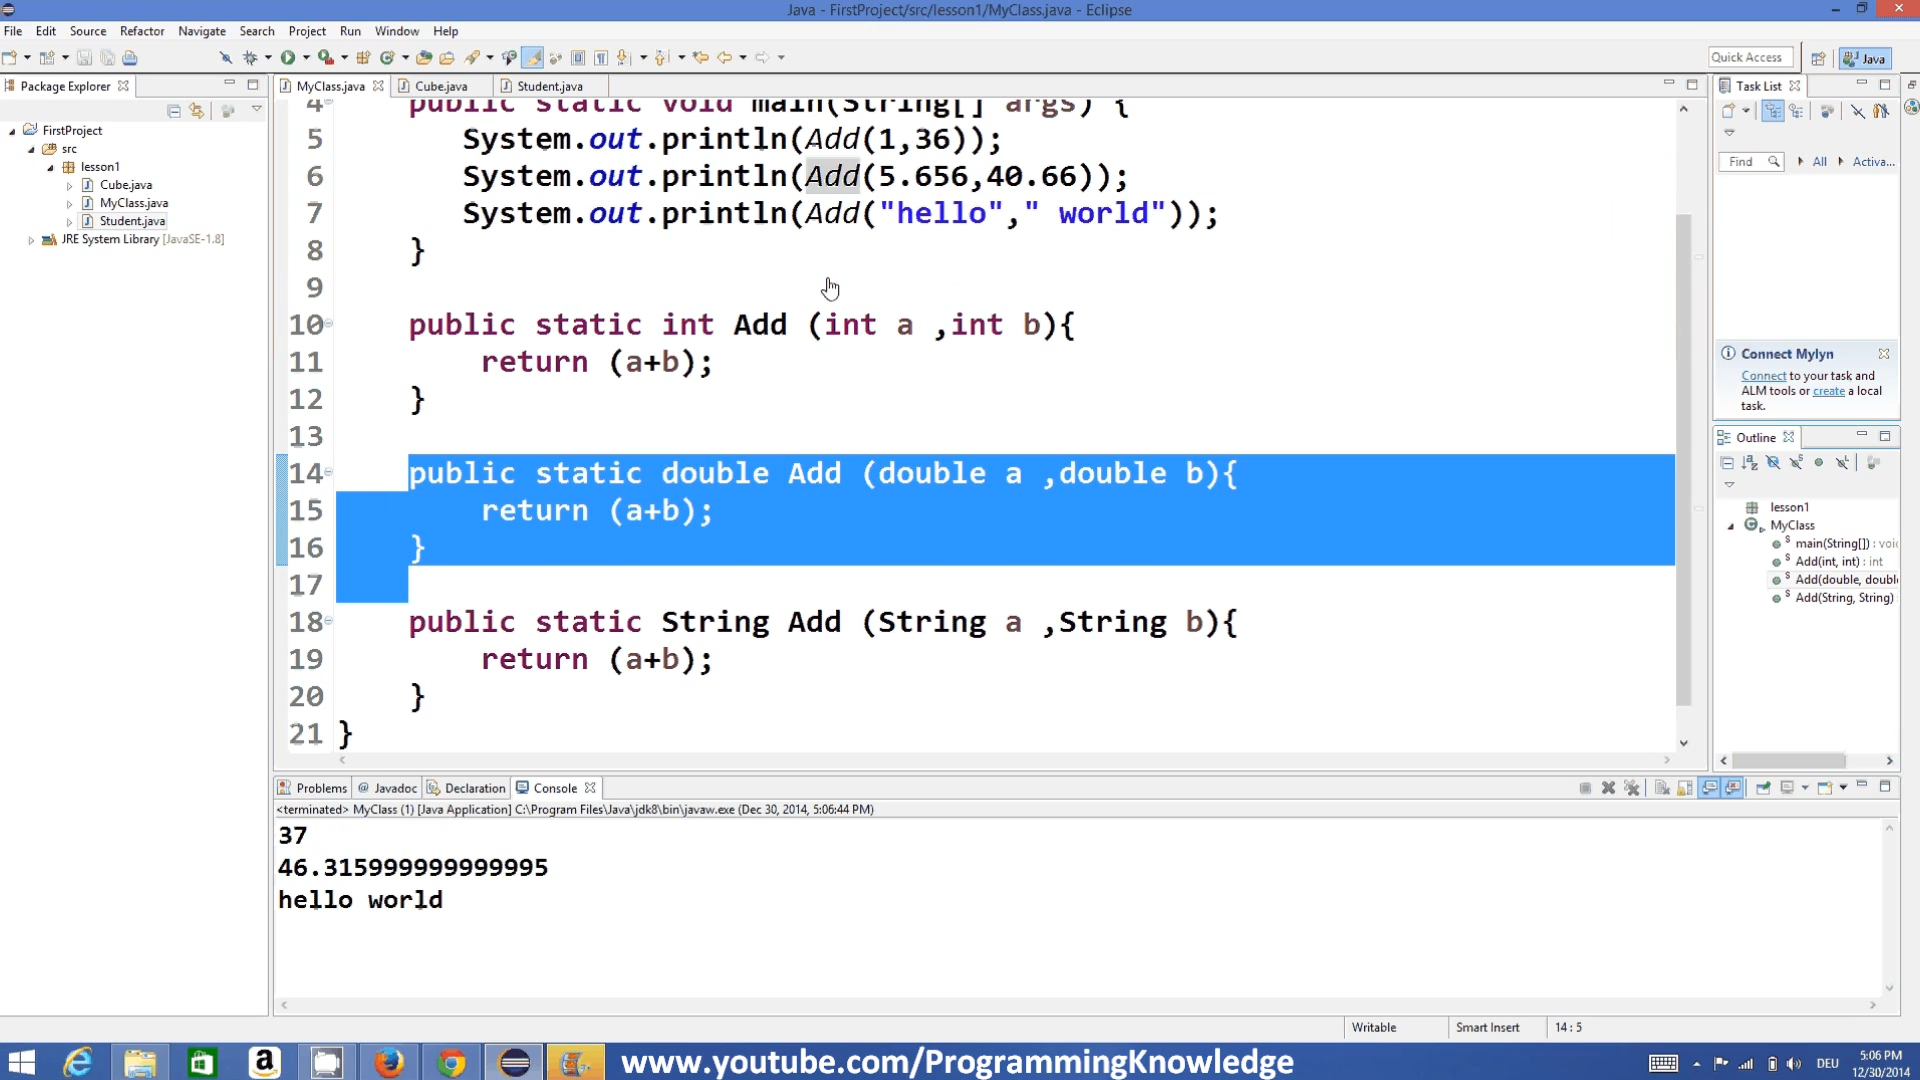 Java - FirstProject/src/lesson1/MyClass.java - Eclipse
File Edit Source Refactor Navigate Search Project Run Window Help
Quick Access
Java
Package Explorer
FirstProject
src
lesson1
Cube.java
MyClass.java
Student.java
JRE System Library [JavaSE-1.8]
MyClass.java Cube.java Student.java
4 public static void main(String[] args) {
5 System.out.println(Add(1,36));
6 System.out.println(Add(5.656,40.66));
7 System.out.println(Add("hello"," world"));
8 }
9
10 public static int Add (int a ,int b){
11 return (a+b);
12 }
13
14 public static double Add (double a ,double b){
15 return (a+b);
16 }
17
18 public static String Add (String a ,String b){
19 return (a+b);
20 }
21 }
Task List
Find All Activa...
Connect Mylyn
Connect to your task and
ALM tools or create a local
task.
Outline
lesson1
MyClass
main(String[]) : voi
Add(int, int) : int
Add(double, doubl
Add(String, String)
Problems Javadoc Declaration Console
<terminated> MyClass (1) [Java Application] C:\Program Files\Java\jdk8\bin\javaw.exe (Dec 30, 2014, 5:06:44 PM)
37
46.315999999999995
hello world
Writable Smart Insert 14 : 5
www.youtube.com/ProgrammingKnowledge
DEU
5:06 PM
12/30/2014